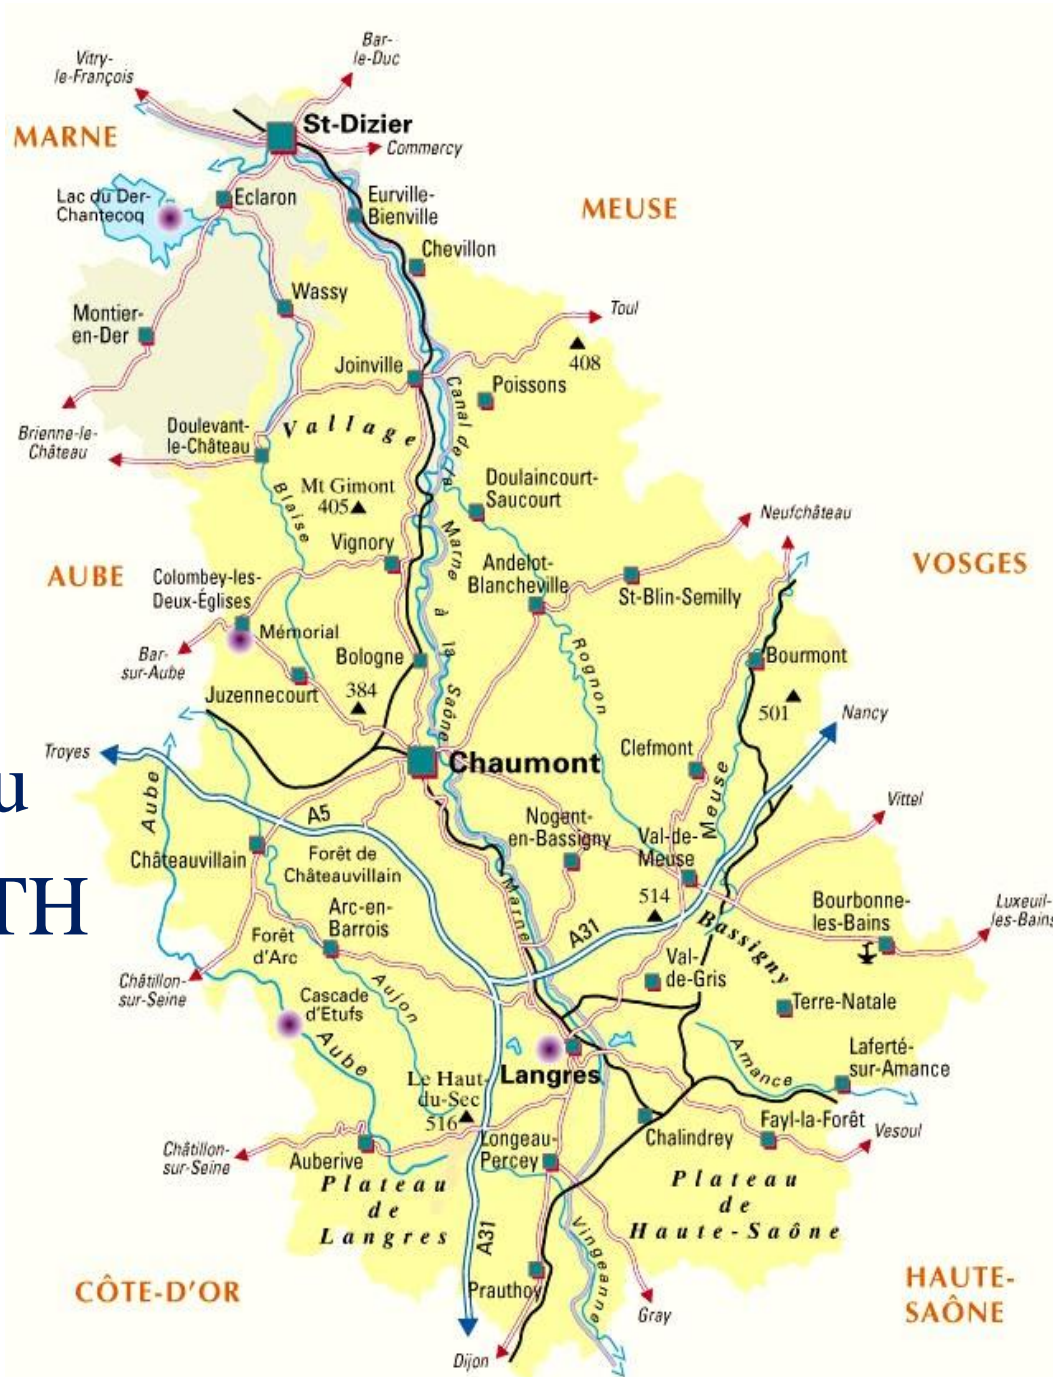 Bar-
le-Duc
Vitry-
le-François
St-Dizier
MARNE
Commercy
Lac du Der-
Chantecoq
Eclaron
Eurville-
Bienville
MEUSE
Chevillon
Wassy
Toul
Montier-
en-Der
408
Joinville
Poissons
Canal de la Marne à la Saône
Brienne-le-
Château
Doulevant-
le-Château
Vallage
Mt Gimont
405
Blaise
Doulaincourt-
Saucourt
Neufchâteau
Vignory
Andelot-
Blancheville
VOSGES
AUBE
Colombey-les-
Deux-Églises
St-Blin-Semilly
Mémorial
Bar-
sur-Aube
Bologne
Rognon
Bourmont
Juzennecourt
384
501
Nancy
Troyes
Chaumont
Clefmont
u
Aube
A5
Meuse
Vittel
Nogent-
en-Bassigny
Val-de-
Meuse
Châteauvillain
Forêt de
Châteauvillain
TH
Marne
514
Bourbonne-
les-Bains
Luxeuil-
les-Bains
Arc-en-
Barrois
Bassigny
A31
Forêt
d'Arc
Val-
de-Gris
Châtillon-
sur-Seine
Aujon
Cascade
d'Etufs
Terre-Natale
Aube
Amance
Laferté-
sur-Amance
Langres
Le Haut-
du-Sec
516
Fayl-la-Forêt
Vesoul
Chalindrey
Châtillon-
sur-Seine
Auberive
Longeau-
Percey
Plateau
de
Langres
Plateau
de
Haute-Saône
A31
Vingeanne
CÔTE-D'OR
Prauthoy
HAUTE-
SAÔNE
Gray
Dijon